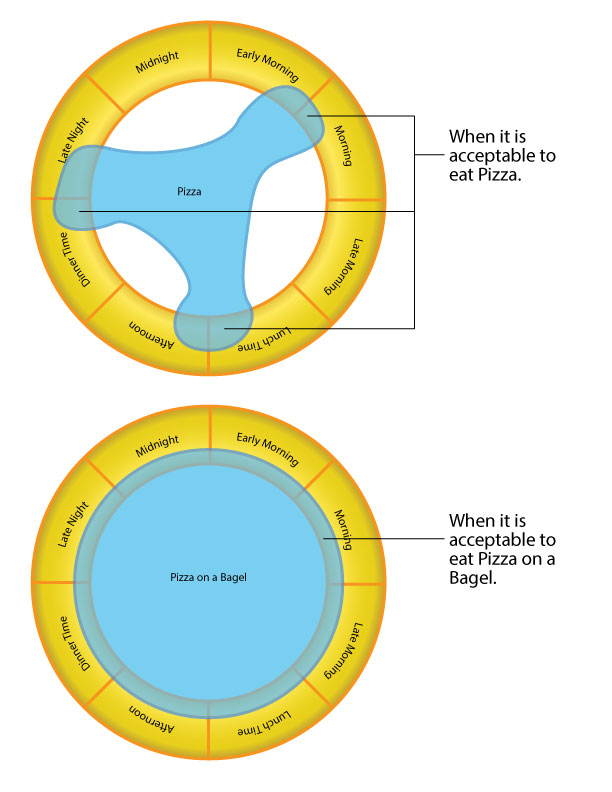 Midnight
Early Morning
Late Night
Morning
Pizza
Dinner Time
Late Morning
Afternoon
Lunch Time
When it is
acceptable to
eat Pizza.
Midnight
Early Morning
Late Night
Morning
Pizza on a Bagel
Dinner Time
Late Morning
Afternoon
Lunch Time
When it is
acceptable to
eat Pizza on a
Bagel.